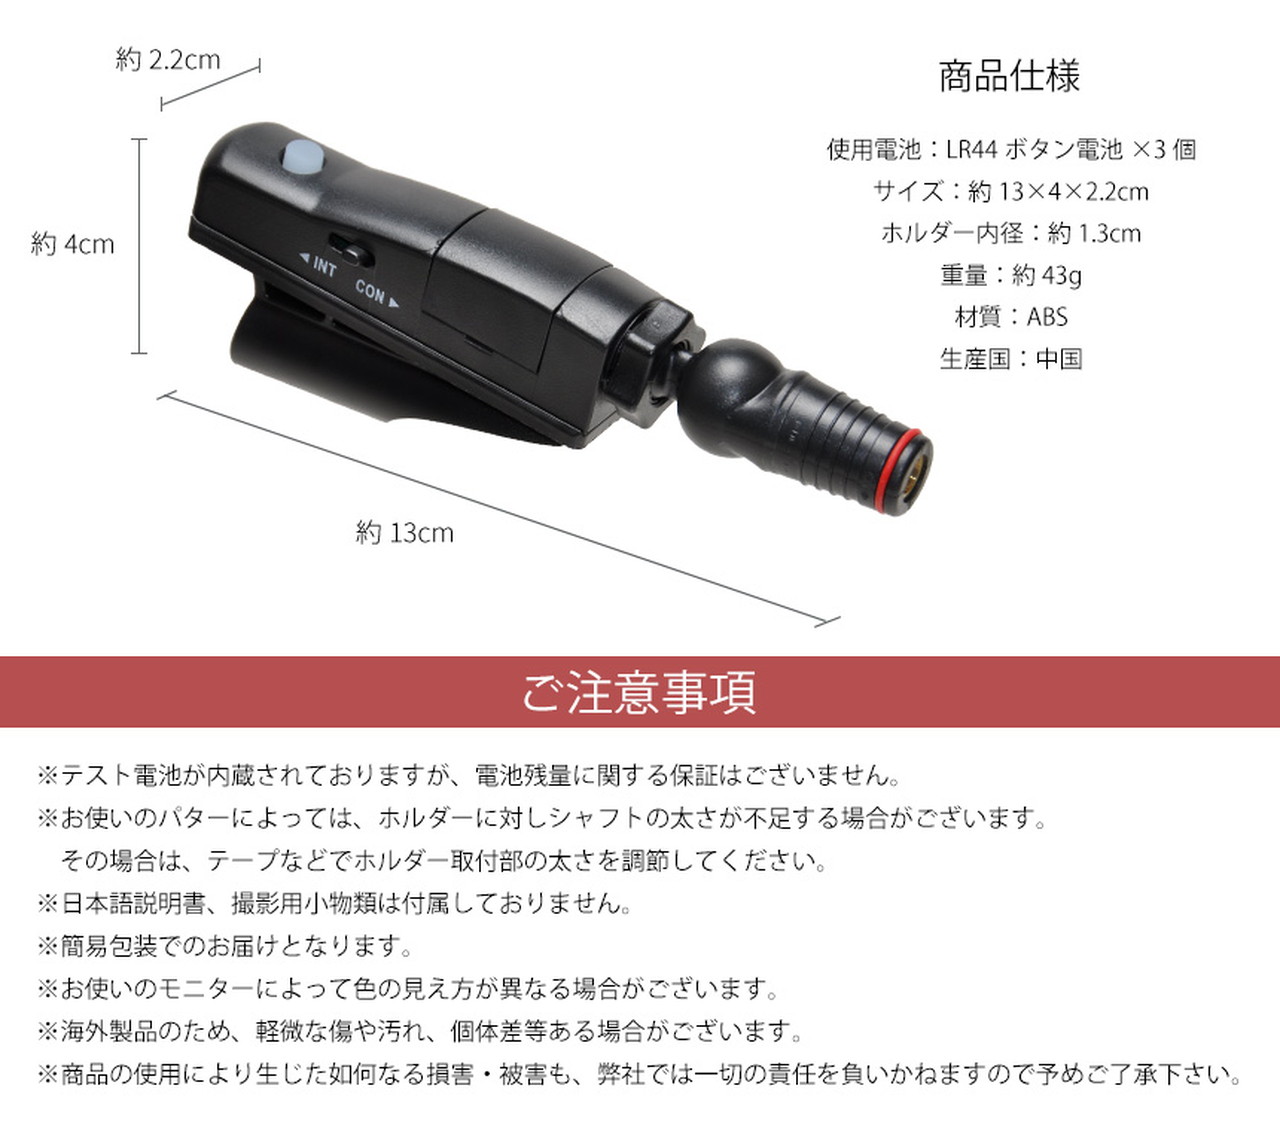 約 2.2cm
約 4cm
◀ INT
CON ▶
約 13cm
商品仕様
使用電池：LR44 ボタン電池 ×3 個
サイズ：約 13×4×2.2cm
ホルダー内径：約 1.3cm
重量：約 43g
材質：ABS
生産国：中国
ご注意事項
※テスト電池が内蔵されておりますが、電池残量に関する保証はございません。
※お使いのパターによっては、ホルダーに対しシャフトの太さが不足する場合がございます。
その場合は、テープなどでホルダー取付部の太さを調節してください。
※日本語説明書、撮影用小物類は付属しておりません。
※簡易包装でのお届けとなります。
※お使いのモニターによって色の見え方が異なる場合がございます。
※海外製品のため、軽微な傷や汚れ、個体差等ある場合がございます。
※商品の使用により生じた如何なる損害・被害も、弊社では一切の責任を負いかねますので予めご了承下さい。